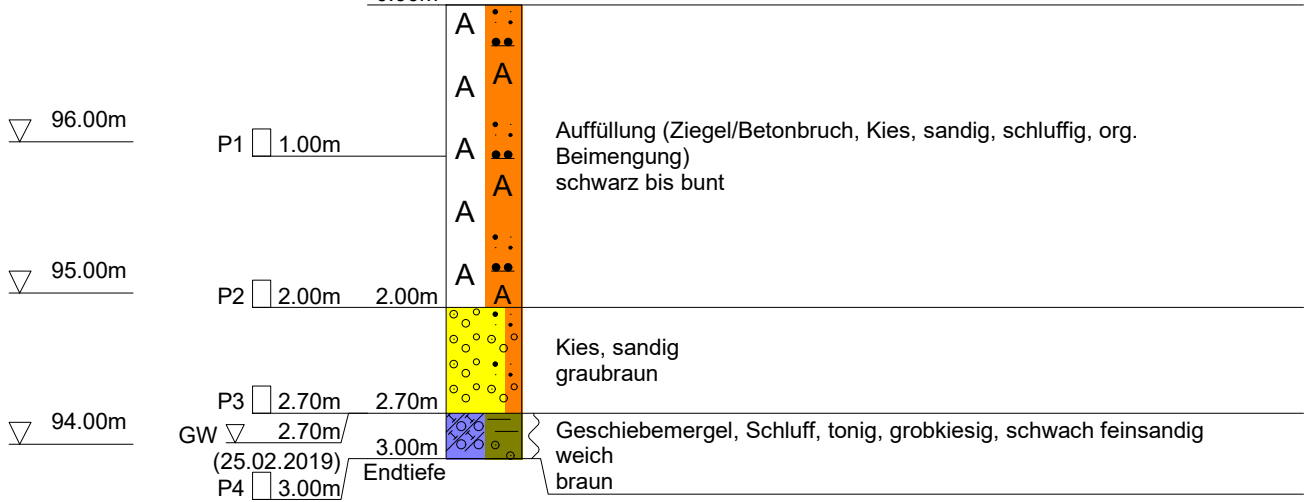 A
A
96.00m
P1 1.00m
A
A
A
Auffüllung (Ziegel/Betonbruch, Kies, sandig, schluffig, org.
Beimengung)
schwarz bis bunt
A
95.00m
A
P2 2.00m 2.00m
A
Kies, sandig
graubraun
P3 2.70m 2.70m
94.00m
GW 2.70m
(25.02.2019)
3.00m
Endtiefe
P4 3.00m
Geschiebemergel, Schluff, tonig, grobkiesig, schwach feinsandig
weich
braun